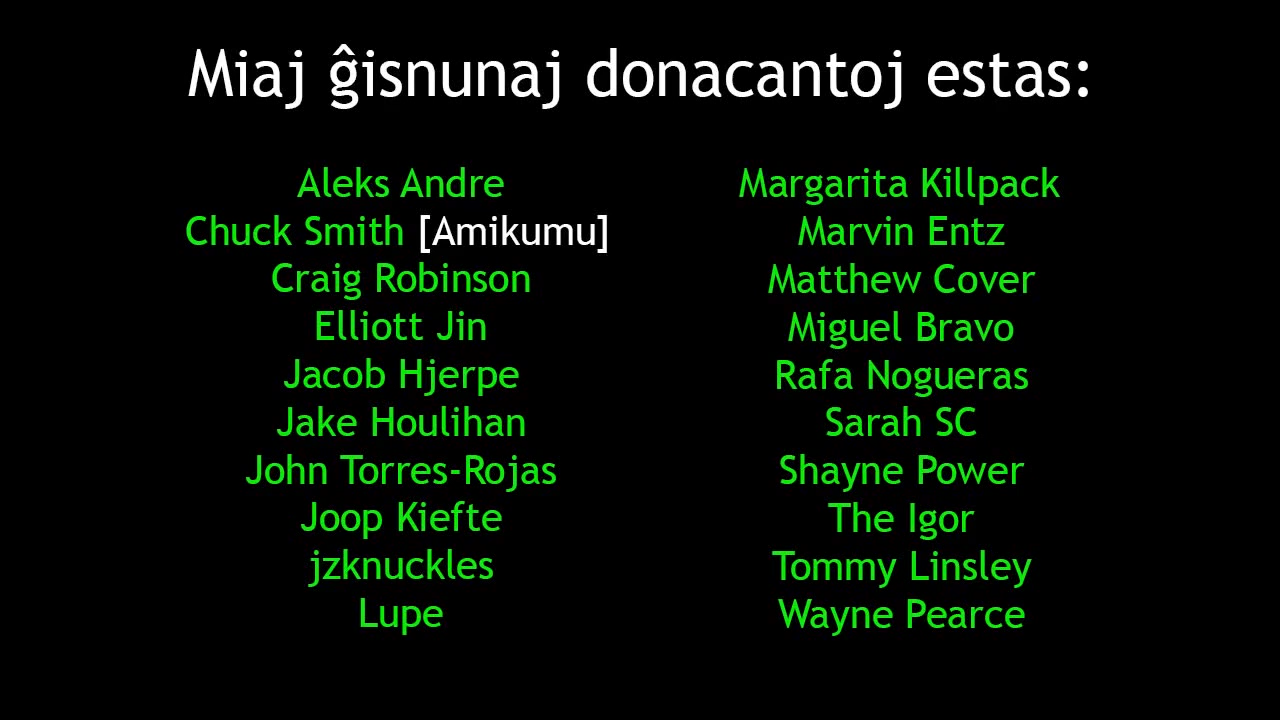 Miaj ĝisnunaj donacantoj estas:
Aleks Andre
Chuck Smith [Amikumu]
Craig Robinson
Elliott Jin
Jacob Hjerpe
Jake Houlihan
John Torres-Rojas
Joop Kiefte
jzknuckles
Lupe
Margarita Killpack
Marvin Entz
Matthew Cover
Miguel Bravo
Rafa Nogueras
Sarah SC
Shayne Power
The Igor
Tommy Linsley
Wayne Pearce